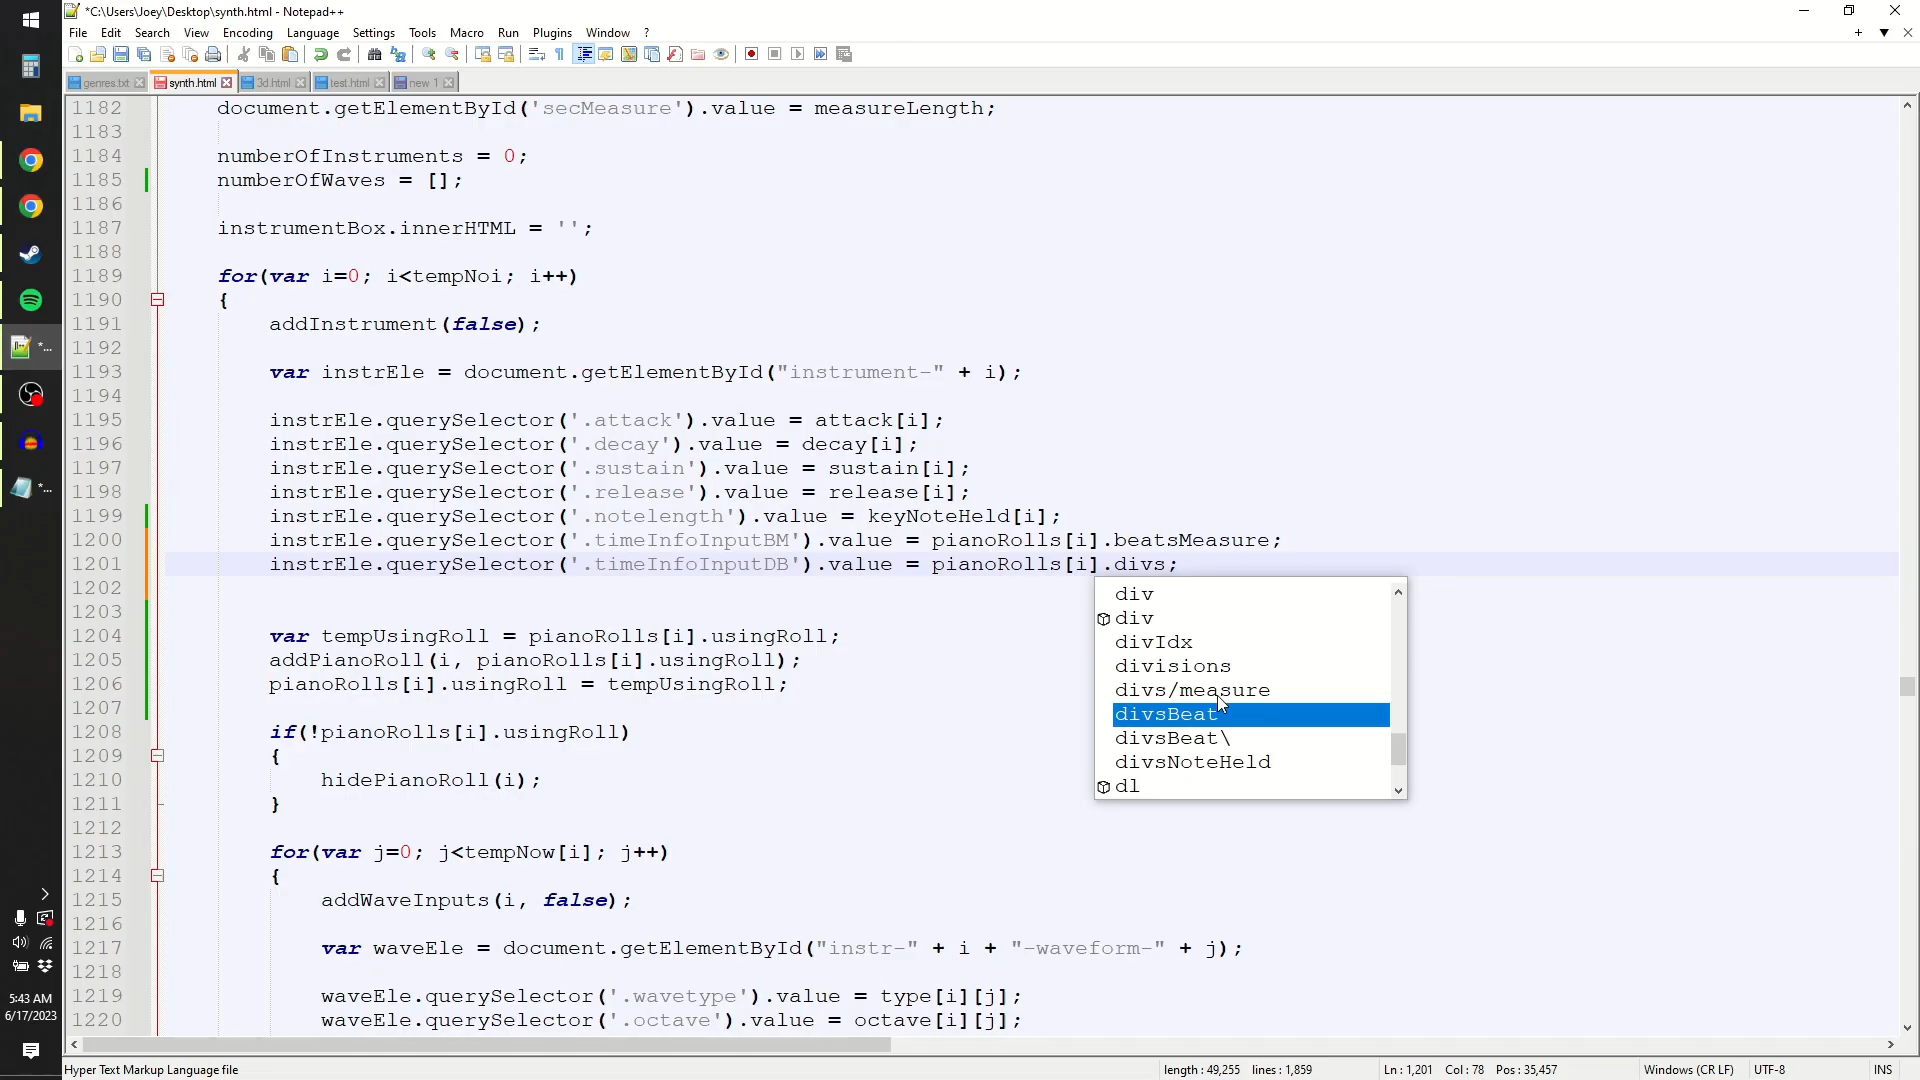 *C:\Users\Joey\Desktop\synth.html - Notepad++
File Edit Search View Encoding Language Settings Tools Macro Run Plugins Window ?
genres.txt synth.html 3d.html test.html new 1
1182 document.getElementById('secMeasure').value = measureLength;
1183
1184 numberOfInstruments = 0;
1185 numberOfWaves = [];
1186
1187 instrumentBox.innerHTML = '';
1188
1189 for(var i=0; i<tempNoi; i++)
1190 {
1191 addInstrument(false);
1192
1193 var instrEle = document.getElementById("instrument-" + i);
1194
1195 instrEle.querySelector('.attack').value = attack[i];
1196 instrEle.querySelector('.decay').value = decay[i];
1197 instrEle.querySelector('.sustain').value = sustain[i];
1198 instrEle.querySelector('.release').value = release[i];
1199 instrEle.querySelector('.notelength').value = keyNoteHeld[i];
1200 instrEle.querySelector('.timeInfoInputBM').value = pianoRolls[i].beatsMeasure;
1201 instrEle.querySelector('.timeInfoInputDB').value = pianoRolls[i].divs;
1202
1203
1204 var tempUsingRoll = pianoRolls[i].usingRoll;
1205 addPianoRoll(i, pianoRolls[i].usingRoll);
1206 pianoRolls[i].usingRoll = tempUsingRoll;
1207
1208 if(!pianoRolls[i].usingRoll)
1209 {
1210 hidePianoRoll(i);
1211 }
1212
1213 for(var j=0; j<tempNow[i]; j++)
1214 {
1215 addWaveInputs(i, false);
1216
1217 var waveEle = document.getElementById("instr-" + i + "-waveform-" + j);
1218
1219 waveEle.querySelector('.wavetype').value = type[i][j];
1220 waveEle.querySelector('.octave').value = octave[i][j];
div
div
divIdx
divisions
divs/measure
divsBeat
divsBeat\
divsNoteHeld
dl
*...
*...
5:43 AM
6/17/2023
Hyper Text Markup Language file length : 49,255 lines : 1,859 Ln : 1,201 Col : 78 Pos : 35,457 Windows (CR LF) UTF-8 INS